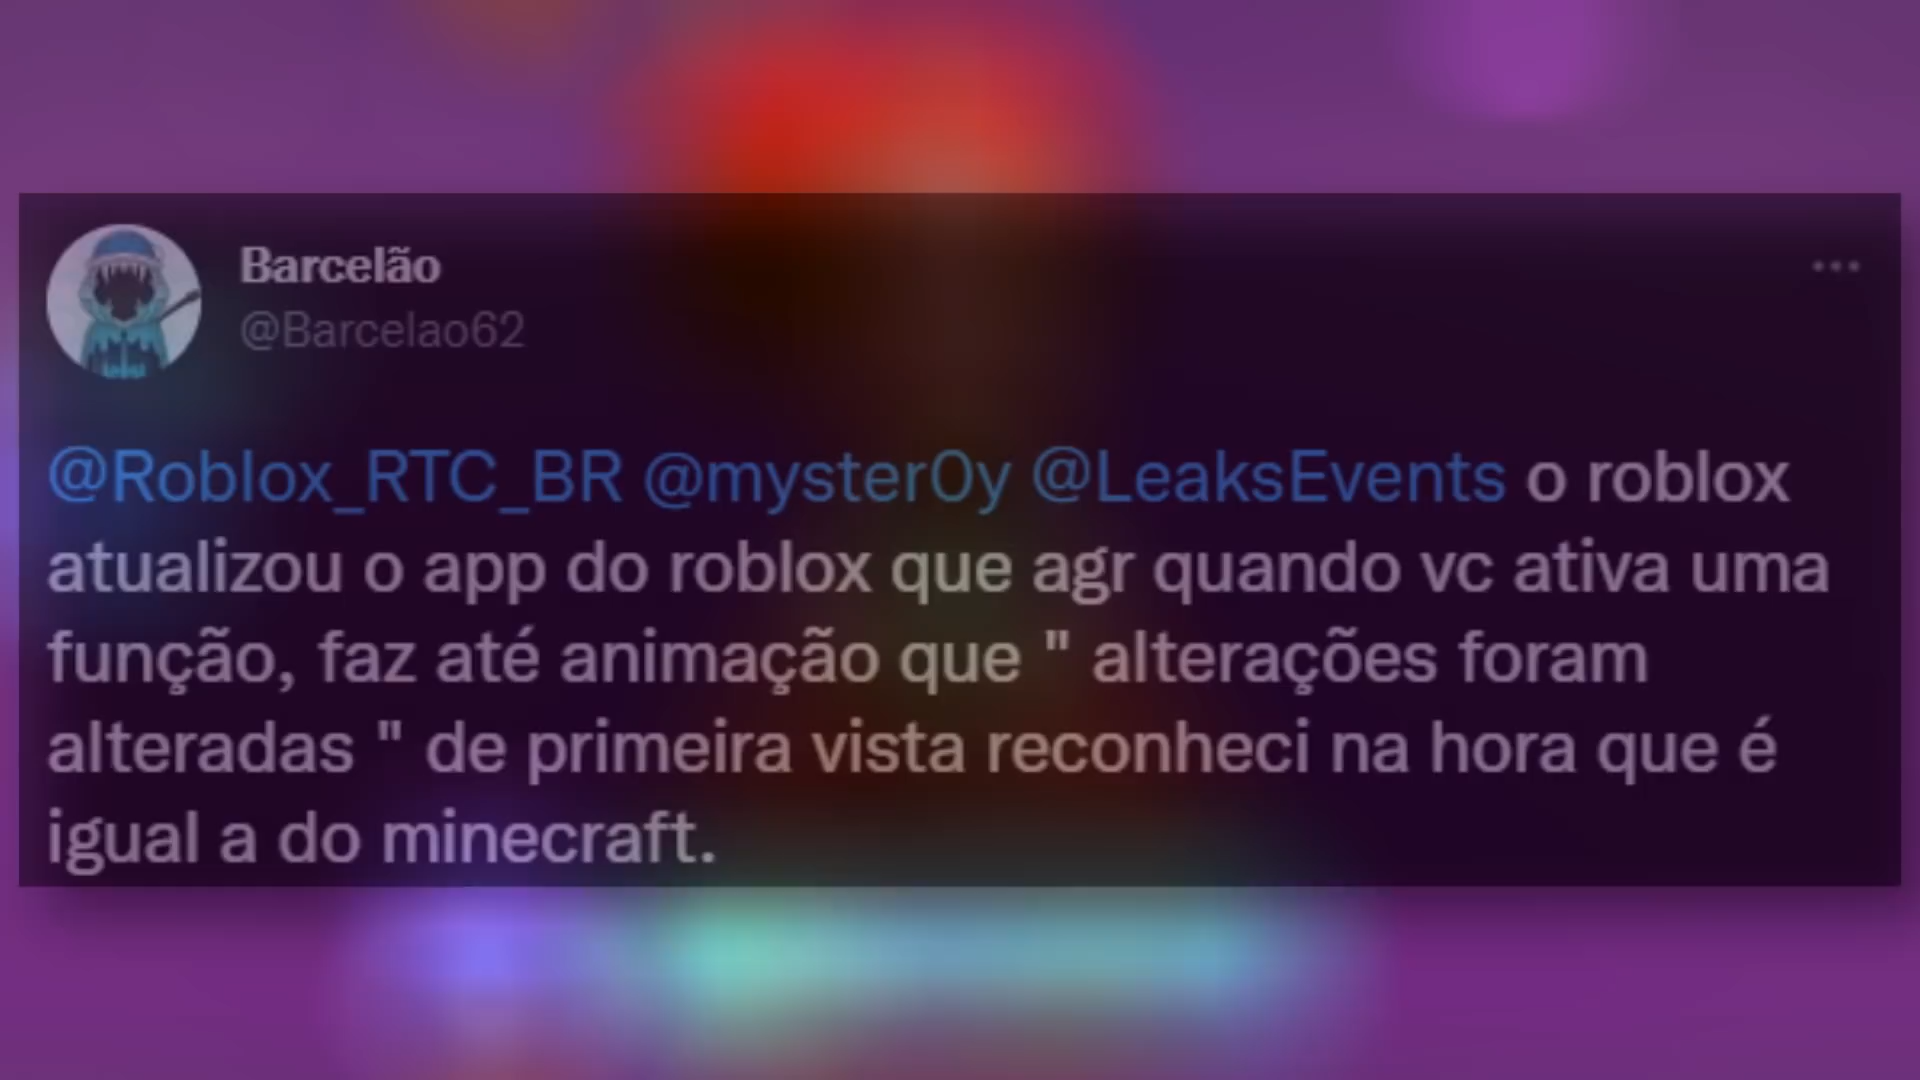 Barcelão
@Barcelao62
@Roblox_RTC_BR @myster0y @LeaksEvents o roblox
atualizou o app do roblox que agr quando vc ativa uma
função, faz até animação que " alterações foram
alteradas " de primeira vista reconheci na hora que é
igual a do minecraft.